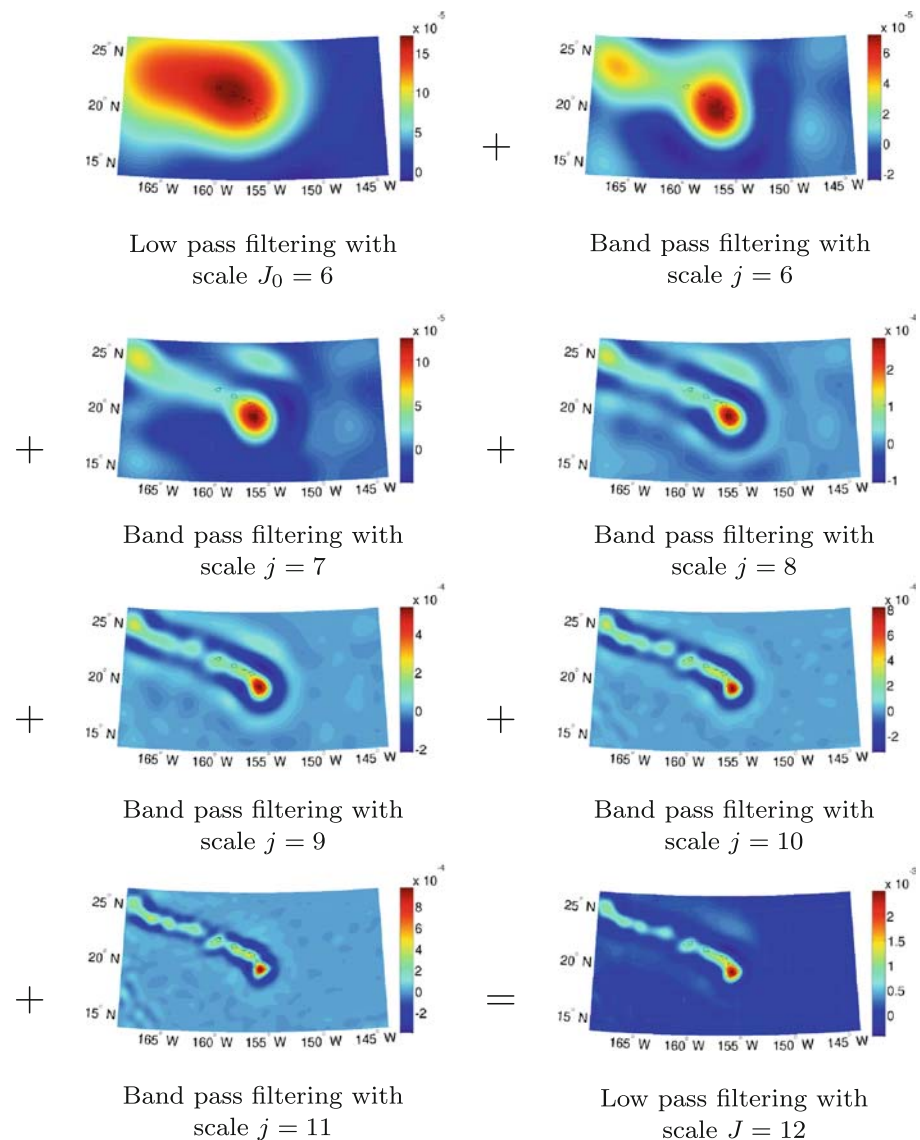 x 10⁻⁵
25° N
20° N
15° N
165° W 160° W 155° W 150° W 145° W
15
10
5
0
Low pass filtering with
scale J₀ = 6
+
x 10⁻⁵
25° N
20° N
15° N
165° W 160° W 155° W 150° W 145° W
6
4
2
0
-2
Band pass filtering with
scale j = 6
+
x 10⁻⁵
25° N
20° N
15° N
165° W 160° W 155° W 150° W 145° W
10
5
0
Band pass filtering with
scale j = 7
+
x 10⁻⁴
25° N
20° N
15° N
165° W 160° W 155° W 150° W 145° W
2
1
0
-1
Band pass filtering with
scale j = 8
+
x 10⁻⁴
25° N
20° N
15° N
165° W 160° W 155° W 150° W 145° W
4
2
0
-2
Band pass filtering with
scale j = 9
+
x 10⁻⁴
25° N
20° N
15° N
165° W 160° W 155° W 150° W 145° W
8
6
4
2
0
-2
Band pass filtering with
scale j = 10
+
x 10⁻⁴
25° N
20° N
15° N
165° W 160° W 155° W 150° W 145° W
8
6
4
2
0
-2
Band pass filtering with
scale j = 11
=
x 10⁻³
25° N
20° N
15° N
165° W 160° W 155° W 150° W 145° W
2
1.5
1
0.5
0
Low pass filtering with
scale J = 12